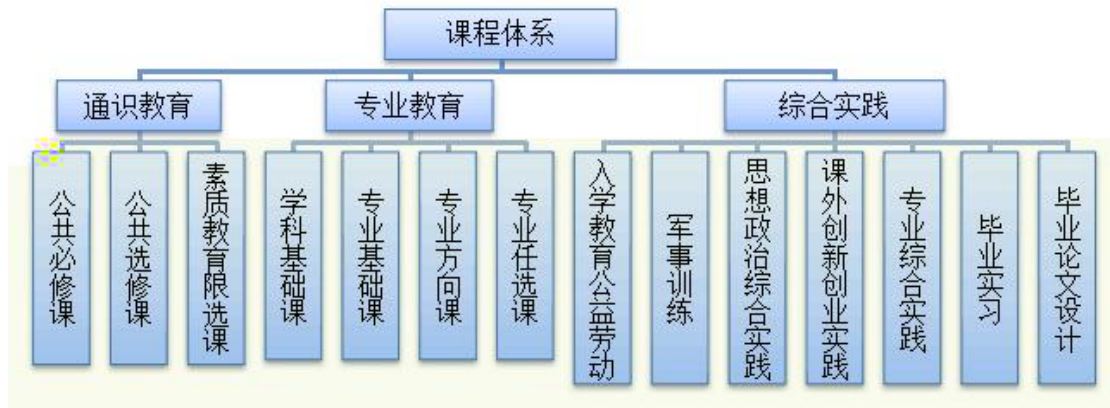 课程体系
通识教育
专业教育
综合实践
公共必修课
公共选修课
素质教育限选课
学科基础课
专业基础课
专业方向课
专业任选课
入学教育公益劳动
军事训练
思想政治综合实践
课外创新创业实践
专业综合实践
毕业实习
毕业论文设计